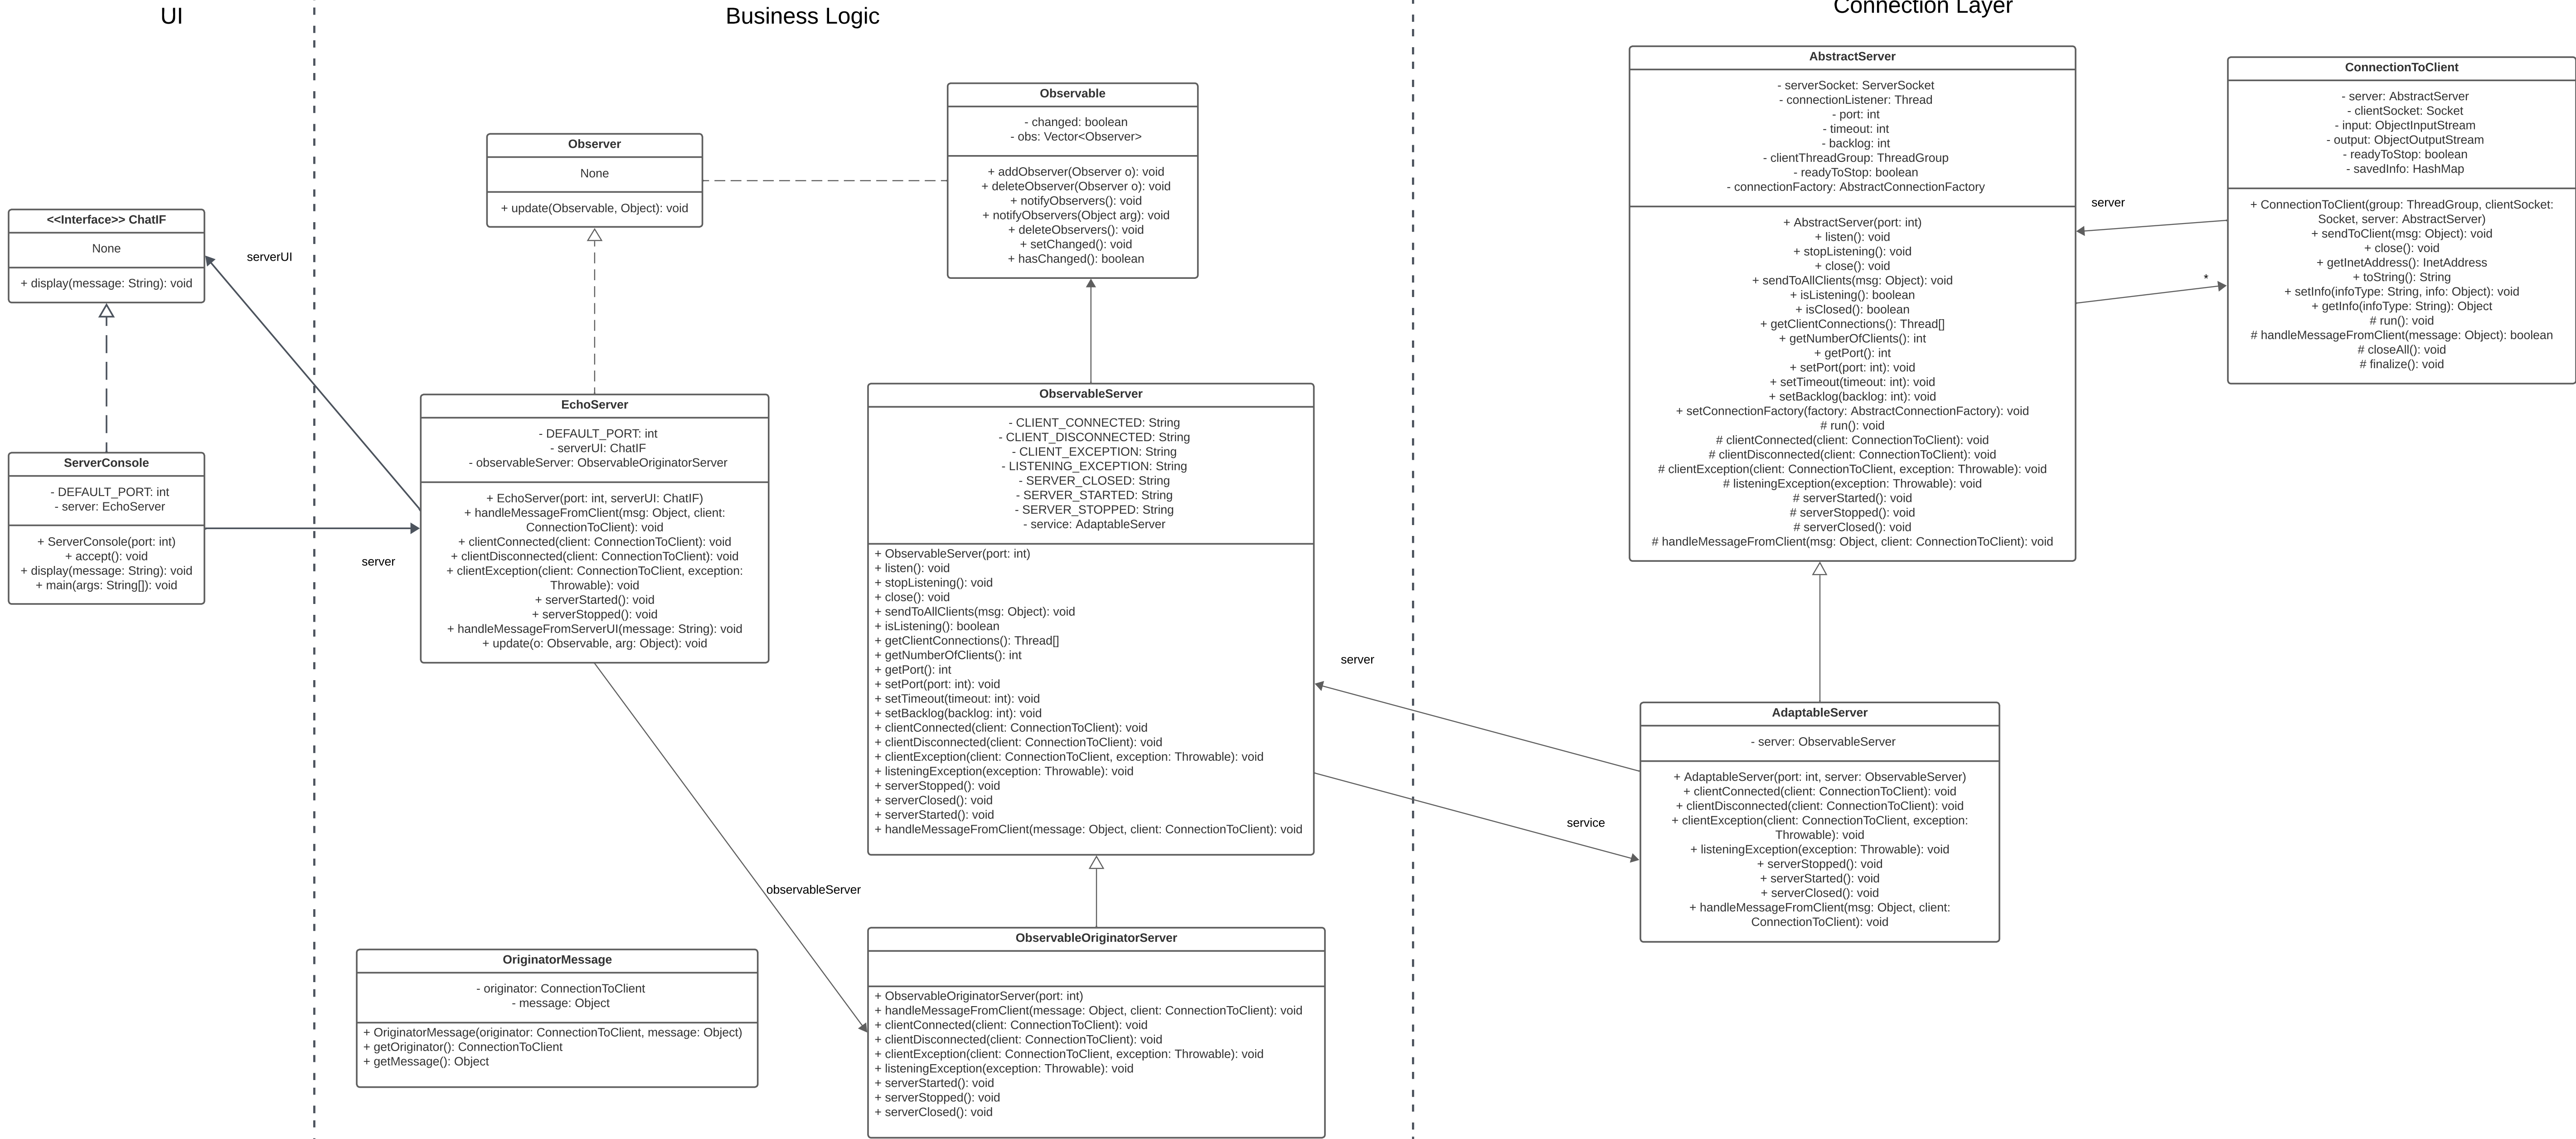 UI
Business Logic
Connection Layer
<<Interface>> ChatIF
None
+ display(message: String): void
serverUI
ServerConsole
- DEFAULT_PORT: int
- server: EchoServer
+ ServerConsole(port: int)
+ accept(): void
+ display(message: String): void
+ main(args: String[]): void
server
Observer
None
+ update(Observable, Object): void
EchoServer
- DEFAULT_PORT: int
- serverUI: ChatIF
- observableServer: ObservableOriginatorServer
+ EchoServer(port: int, serverUI: ChatIF)
+ handleMessageFromClient(msg: Object, client:
ConnectionToClient): void
+ clientConnected(client: ConnectionToClient): void
+ clientDisconnected(client: ConnectionToClient): void
+ clientException(client: ConnectionToClient, exception:
Throwable): void
+ serverStarted(): void
+ serverStopped(): void
+ handleMessageFromServerUI(message: String): void
+ update(o: Observable, arg: Object): void
observableServer
OriginatorMessage
- originator: ConnectionToClient
- message: Object
+ OriginatorMessage(originator: ConnectionToClient, message: Object)
+ getOriginator(): ConnectionToClient
+ getMessage(): Object
Observable
- changed: boolean
- obs: Vector<Observer>
+ addObserver(Observer o): void
+ deleteObserver(Observer o): void
+ notifyObservers(): void
+ notifyObservers(Object arg): void
+ deleteObservers(): void
+ setChanged(): void
+ hasChanged(): boolean
ObservableServer
- CLIENT_CONNECTED: String
- CLIENT_DISCONNECTED: String
- CLIENT_EXCEPTION: String
- LISTENING_EXCEPTION: String
- SERVER_CLOSED: String
- SERVER_STARTED: String
- SERVER_STOPPED: String
- service: AdaptableServer
+ ObservableServer(port: int)
+ listen(): void
+ stopListening(): void
+ close(): void
+ sendToAllClients(msg: Object): void
+ isListening(): boolean
+ getClientConnections(): Thread[]
+ getNumberOfClients(): int
+ getPort(): int
+ setPort(port: int): void
+ setTimeout(timeout: int): void
+ setBacklog(backlog: int): void
+ clientConnected(client: ConnectionToClient): void
+ clientDisconnected(client: ConnectionToClient): void
+ clientException(client: ConnectionToClient, exception: Throwable): void
+ listeningException(exception: Throwable): void
+ serverStopped(): void
+ serverClosed(): void
+ serverStarted(): void
+ handleMessageFromClient(message: Object, client: ConnectionToClient): void
ObservableOriginatorServer
+ ObservableOriginatorServer(port: int)
+ handleMessageFromClient(message: Object, client: ConnectionToClient): void
+ clientConnected(client: ConnectionToClient): void
+ clientDisconnected(client: ConnectionToClient): void
+ clientException(client: ConnectionToClient, exception: Throwable): void
+ listeningException(exception: Throwable): void
+ serverStarted(): void
+ serverStopped(): void
+ serverClosed(): void
server
service
AbstractServer
- serverSocket: ServerSocket
- connectionListener: Thread
- port: int
- timeout: int
- backlog: int
- clientThreadGroup: ThreadGroup
- readyToStop: boolean
- connectionFactory: AbstractConnectionFactory
+ AbstractServer(port: int)
+ listen(): void
+ stopListening(): void
+ close(): void
+ sendToAllClients(msg: Object): void
+ isListening(): boolean
+ isClosed(): boolean
+ getClientConnections(): Thread[]
+ getNumberOfClients(): int
+ getPort(): int
+ setPort(port: int): void
+ setTimeout(timeout: int): void
+ setBacklog(backlog: int): void
+ setConnectionFactory(factory: AbstractConnectionFactory): void
# run(): void
# clientConnected(client: ConnectionToClient): void
# clientDisconnected(client: ConnectionToClient): void
# clientException(client: ConnectionToClient, exception: Throwable): void
# listeningException(exception: Throwable): void
# serverStarted(): void
# serverStopped(): void
# serverClosed(): void
# handleMessageFromClient(msg: Object, client: ConnectionToClient): void
server
*
ConnectionToClient
- server: AbstractServer
- clientSocket: Socket
- input: ObjectInputStream
- output: ObjectOutputStream
- readyToStop: boolean
- savedInfo: HashMap
+ ConnectionToClient(group: ThreadGroup, clientSocket:
Socket, server: AbstractServer)
+ sendToClient(msg: Object): void
+ close(): void
+ getInetAddress(): InetAddress
+ toString(): String
+ setInfo(infoType: String, info: Object): void
+ getInfo(infoType: String): Object
# run(): void
# handleMessageFromClient(message: Object): boolean
# closeAll(): void
# finalize(): void
AdaptableServer
- server: ObservableServer
+ AdaptableServer(port: int, server: ObservableServer)
+ clientConnected(client: ConnectionToClient): void
+ clientDisconnected(client: ConnectionToClient): void
+ clientException(client: ConnectionToClient, exception:
Throwable): void
+ listeningException(exception: Throwable): void
+ serverStopped(): void
+ serverStarted(): void
+ serverClosed(): void
+ handleMessageFromClient(msg: Object, client:
ConnectionToClient): void